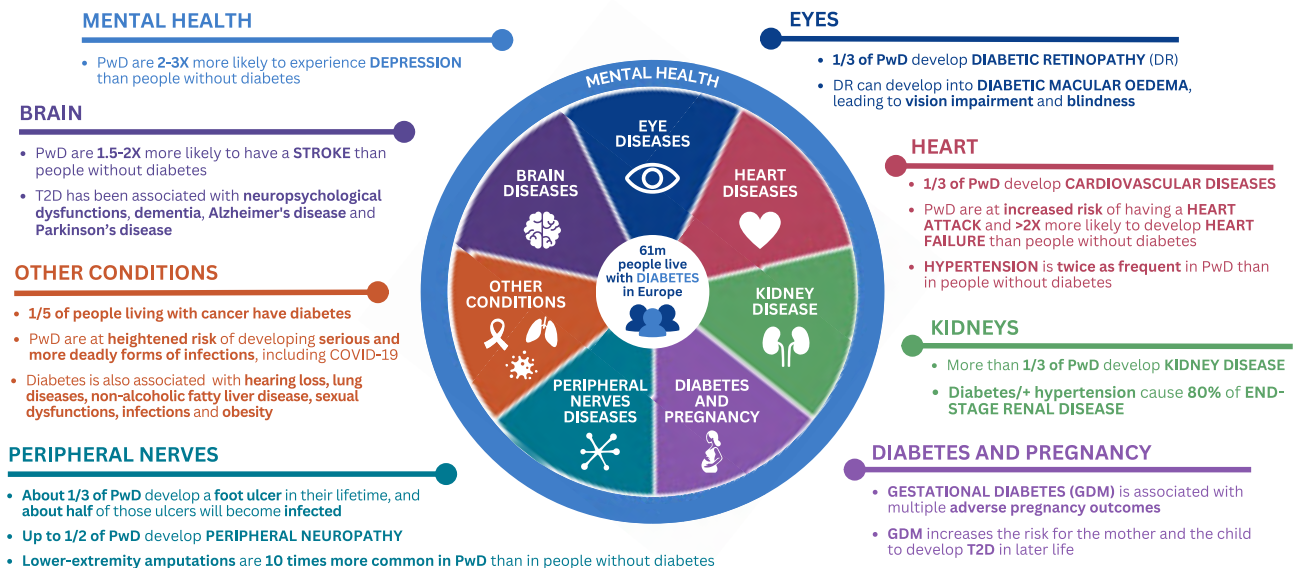 MENTAL HEALTH
• PwD are 2-3X more likely to experience DEPRESSION
than people without diabetes
BRAIN
• PwD are 1.5-2X more likely to have a STROKE than
people without diabetes
• T2D has been associated with neuropsychological
dysfunctions, dementia, Alzheimer's disease and
Parkinson's disease
OTHER CONDITIONS
• 1/5 of people living with cancer have diabetes
• PwD are at heightened risk of developing serious and
more deadly forms of infections, including COVID-19
• Diabetes is also associated with hearing loss, lung
diseases, non-alcoholic fatty liver disease, sexual
dysfunctions, infections and obesity
PERIPHERAL NERVES
• About 1/3 of PwD develop a foot ulcer in their lifetime, and
about half of those ulcers will become infected
• Up to 1/2 of PwD develop PERIPHERAL NEUROPATHY
• Lower-extremity amputations are 10 times more common in PwD than in people without diabetes
MENTAL HEALTH
EYE
DISEASES
BRAIN
DISEASES
HEART
DISEASES
61m
people live
with DIABETES
in Europe
OTHER
CONDITIONS
KIDNEY
DISEASE
PERIPHERAL
NERVES
DISEASES
DIABETES
AND
PREGNANCY
EYES
• 1/3 of PwD develop DIABETIC RETINOPATHY (DR)
• DR can develop into DIABETIC MACULAR OEDEMA,
leading to vision impairment and blindness
HEART
• 1/3 of PwD develop CARDIOVASCULAR DISEASES
• PwD are at increased risk of having a HEART
ATTACK and >2X more likely to develop HEART
FAILURE than people without diabetes
• HYPERTENSION is twice as frequent in PwD than
in people without diabetes
KIDNEYS
• More than 1/3 of PwD develop KIDNEY DISEASE
• Diabetes/+ hypertension cause 80% of END-
STAGE RENAL DISEASE
DIABETES AND PREGNANCY
• GESTATIONAL DIABETES (GDM) is associated with
multiple adverse pregnancy outcomes
• GDM increases the risk for the mother and the child
to develop T2D in later life